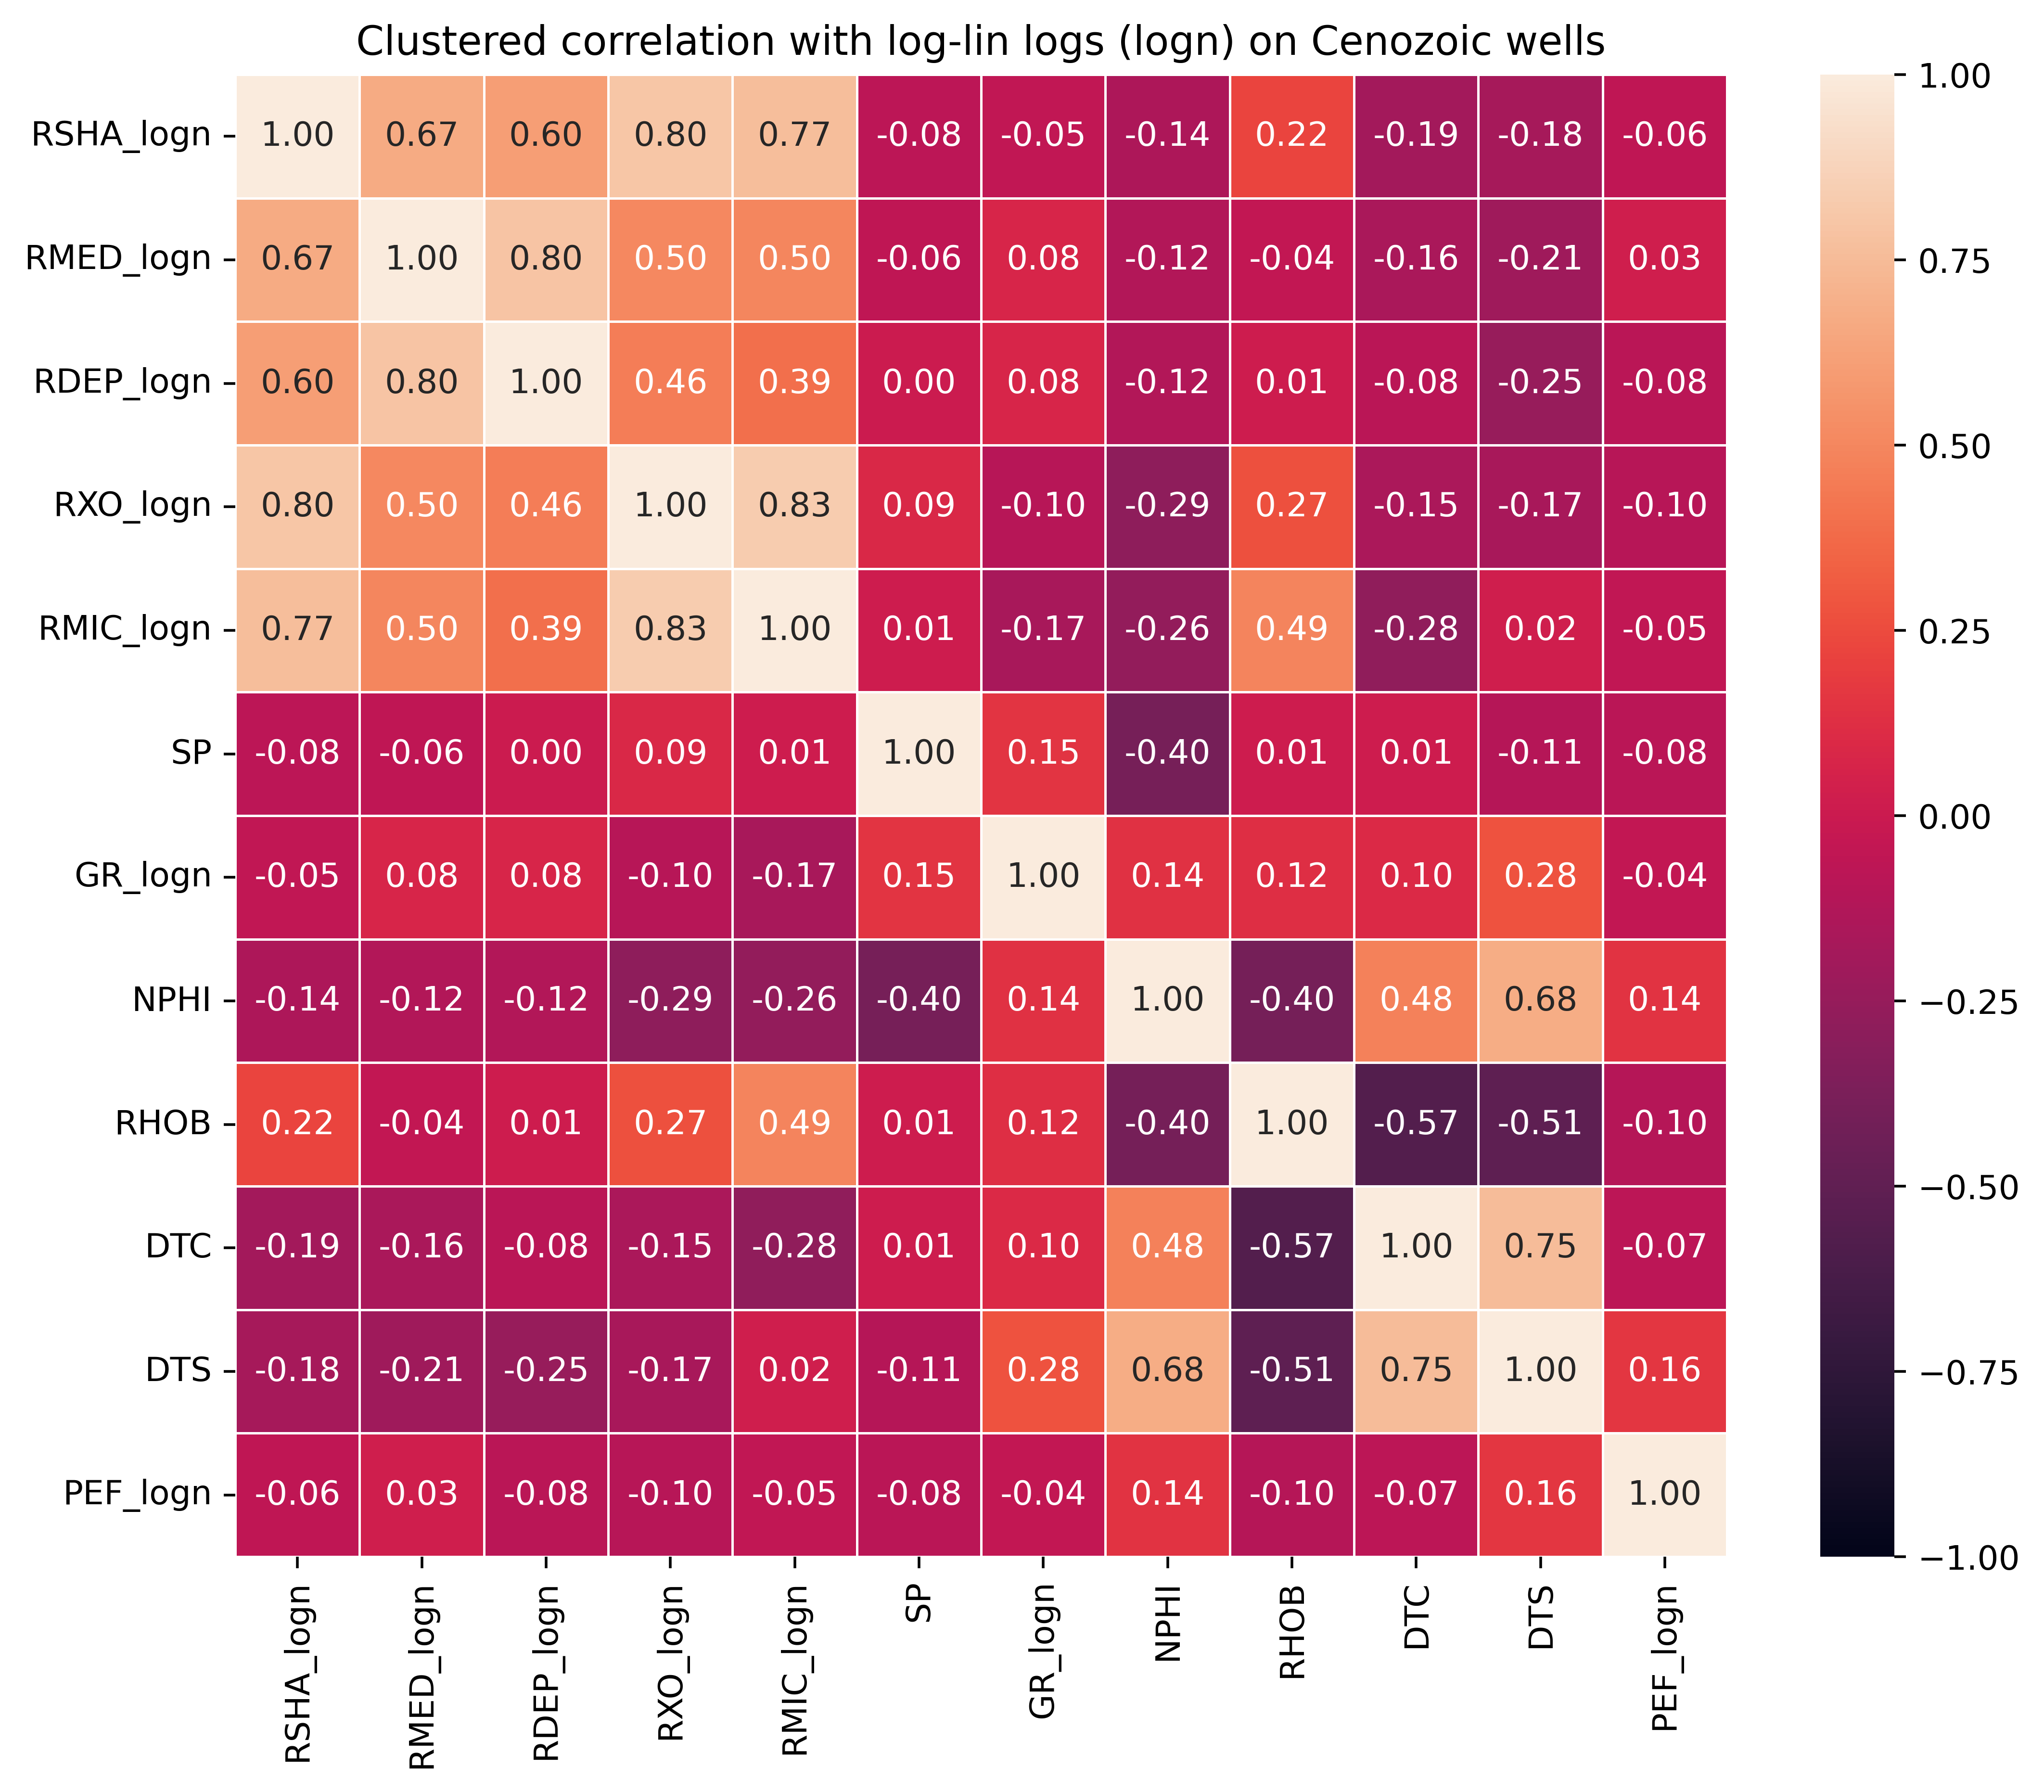 Clustered correlation with log-lin logs (logn) on Cenozoic wells
RSHA_logn 1.00 0.67 0.60 0.80 0.77 -0.08 -0.05 -0.14 0.22 -0.19 -0.18 -0.06
RMED_logn 0.67 1.00 0.80 0.50 0.50 -0.06 0.08 -0.12 -0.04 -0.16 -0.21 0.03
RDEP_logn 0.60 0.80 1.00 0.46 0.39 0.00 0.08 -0.12 0.01 -0.08 -0.25 -0.08
RXO_logn 0.80 0.50 0.46 1.00 0.83 0.09 -0.10 -0.29 0.27 -0.15 -0.17 -0.10
RMIC_logn 0.77 0.50 0.39 0.83 1.00 0.01 -0.17 -0.26 0.49 -0.28 0.02 -0.05
SP -0.08 -0.06 0.00 0.09 0.01 1.00 0.15 -0.40 0.01 0.01 -0.11 -0.08
GR_logn -0.05 0.08 0.08 -0.10 -0.17 0.15 1.00 0.14 0.12 0.10 0.28 -0.04
NPHI -0.14 -0.12 -0.12 -0.29 -0.26 -0.40 0.14 1.00 -0.40 0.48 0.68 0.14
RHOB 0.22 -0.04 0.01 0.27 0.49 0.01 0.12 -0.40 1.00 -0.57 -0.51 -0.10
DTC -0.19 -0.16 -0.08 -0.15 -0.28 0.01 0.10 0.48 -0.57 1.00 0.75 -0.07
DTS -0.18 -0.21 -0.25 -0.17 0.02 -0.11 0.28 0.68 -0.51 0.75 1.00 0.16
PEF_logn -0.06 0.03 -0.08 -0.10 -0.05 -0.08 -0.04 0.14 -0.10 -0.07 0.16 1.00
RSHA_logn RMED_logn RDEP_logn RXO_logn RMIC_logn SP GR_logn NPHI RHOB DTC DTS PEF_logn
1.00
0.75
0.50
0.25
0.00
−0.25
−0.50
−0.75
−1.00